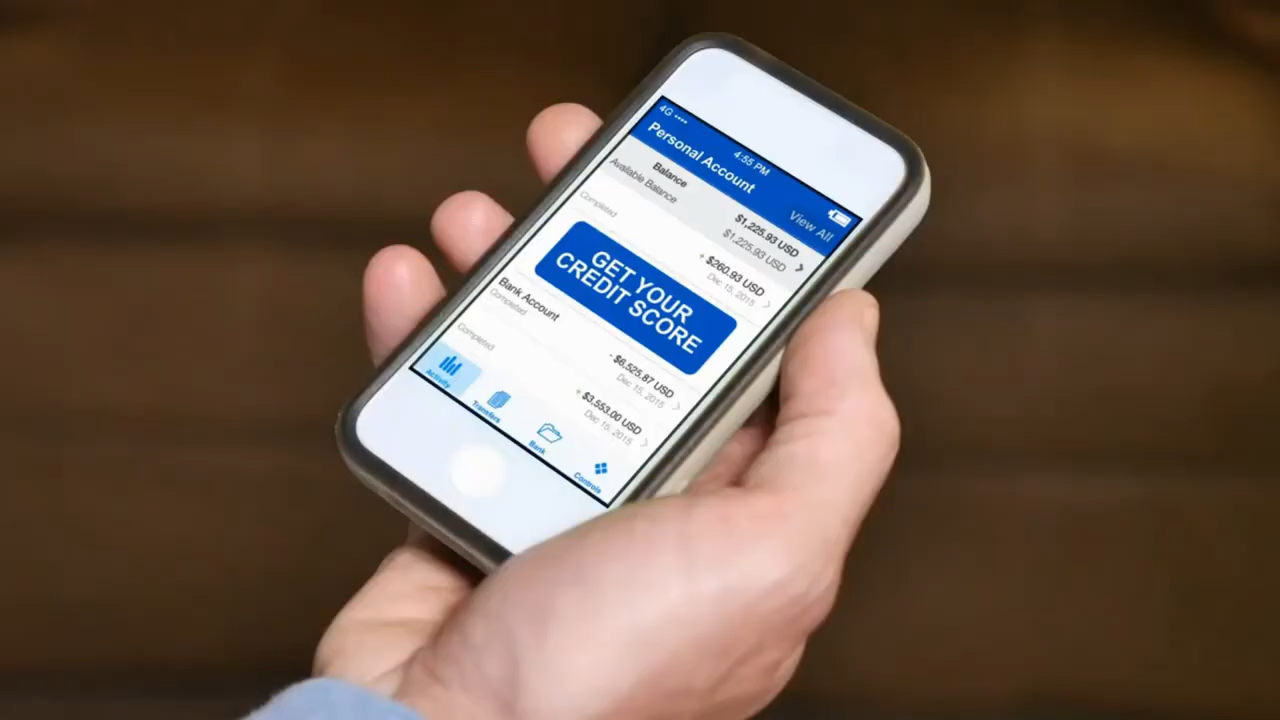 4G
4:55 PM
Personal Account
View All
Balance
$1,225.93 USD
Available Balance
$1,225.93 USD
+ $260.93 USD
Completed
Dec 15, 2015
GET YOUR
CREDIT SCORE
Bank Account
- $6,525.87 USD
Completed
Dec 15, 2015
+ $3,553.00 USD
Completed
Dec 15, 2015
Activity
Transfers
Bank
Controls